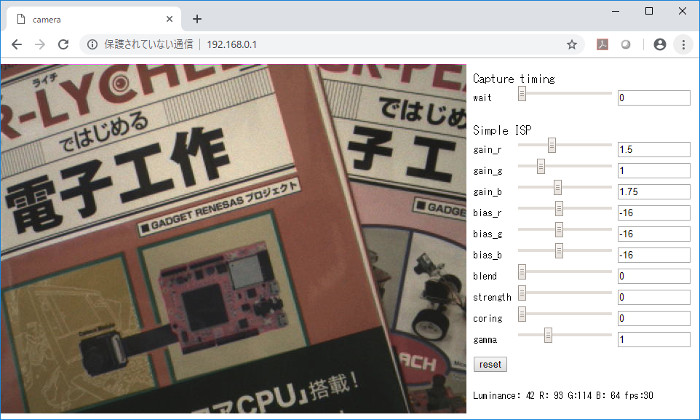 camera
保護されていない通信 | 192.168.0.1
ライチ
R-LYCHEE
GR-PEA
ではじめる
ではじめ
電子工作
子工
■ GADGET RENESAS プロジェクト
■ GAD
Camera Module
ACH
アCPU」搭載！
Capture timing
wait 0
Simple ISP
gain_r 1.5
gain_g 1
gain_b 1.75
bias_r -16
bias_g -16
bias_b -16
blend 0
strength 0
coring 0
gamma 1
reset
Luminance: 42 R: 93 G:114 B: 64 fps:30